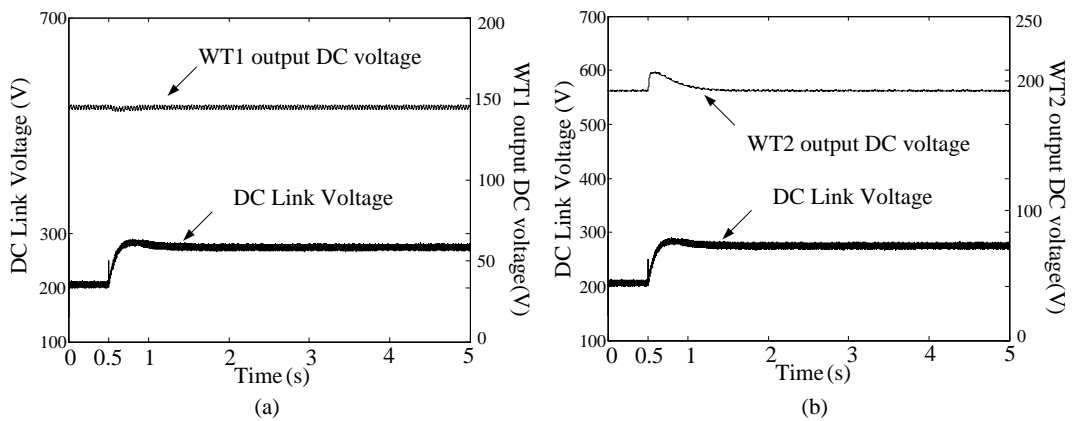 700
300
200
100
DC Link Voltage (V)
WT1 output DC voltage
DC Link Voltage
200
150
100
50
0
WT1 output DC voltage(V)
0 0.5 1 2 3 4 5
Time (s)
(a)
700
600
500
400
300
200
100
DC Link Voltage (V)
WT2 output DC voltage
DC Link Voltage
250
200
100
50
0
WT2 output DC voltage(V)
0 0.5 1 2 3 4 5
Time (s)
(b)